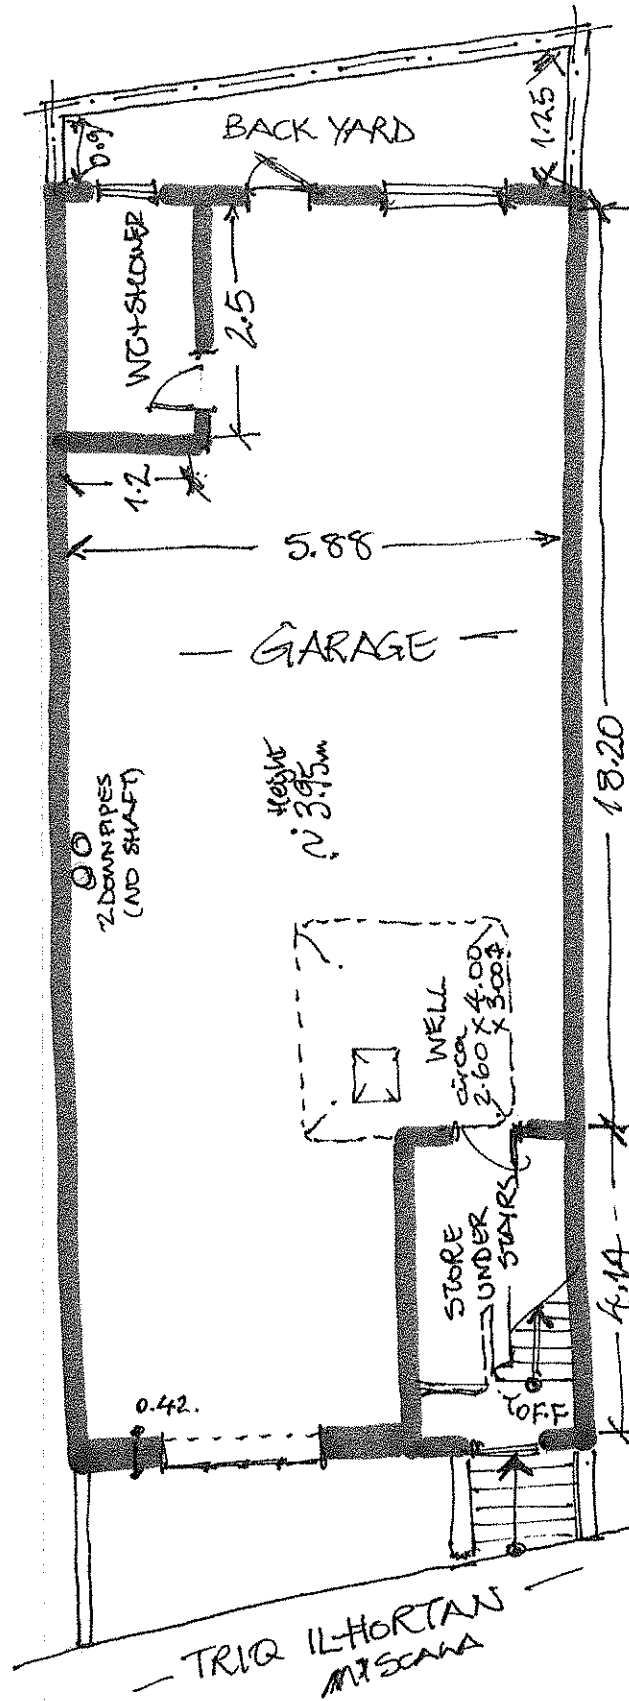 BACK YARD
0.9
1.25
WC+SHOWER
2.5
1.2
5.88
GARAGE
18.20
Height
3.95m
2 DOWNPIPES
(NO SHAFT)
WELL
circa
2.60 x 4.00
x 3.00
STORE
UNDER
STAIRS
4.14
0.42.
TO F.F
TRIQ IL-HORTAN
M'SCALA